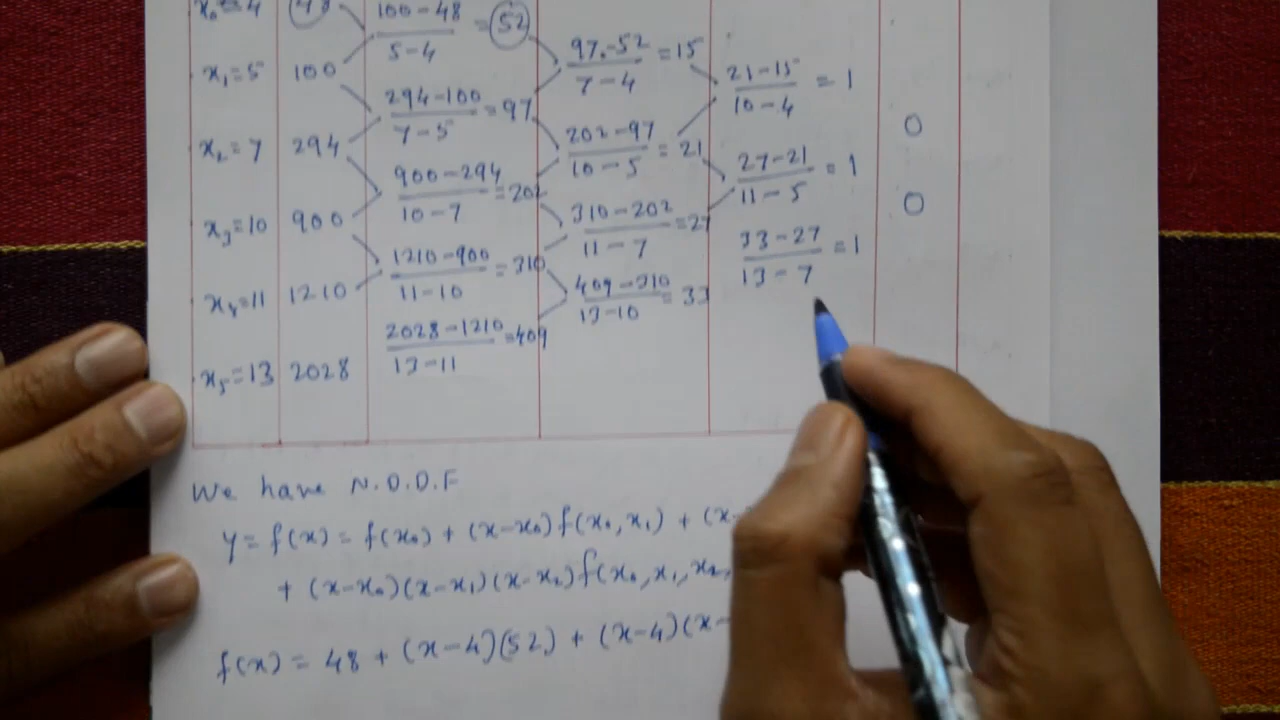 x₀=4 48 100-48/5-4 =52
x₁=5 100 97-52/7-4 =15
294-100/7-5 =97 21-15/10-4 =1
x₂=7 294 202-97/10-5 =21 0
900-294/10-7 =202 27-21/11-5 =1
x₃=10 900 310-202/11-7 =27 0
1210-900/11-10 =310 33-27/13-7 =1
x₄=11 1210 409-310/13-10 =33
2028-1210/13-11 =409
x₅=13 2028
We have N.D.D.F
y= f(x) = f(x₀) + (x-x₀) f(x₀,x₁) + (x-
+ (x-x₀)(x-x₁)(x-x₂) f(x₀,x₁,x₂,
f(x) = 48 + (x-4)(52) + (x-4)(x-